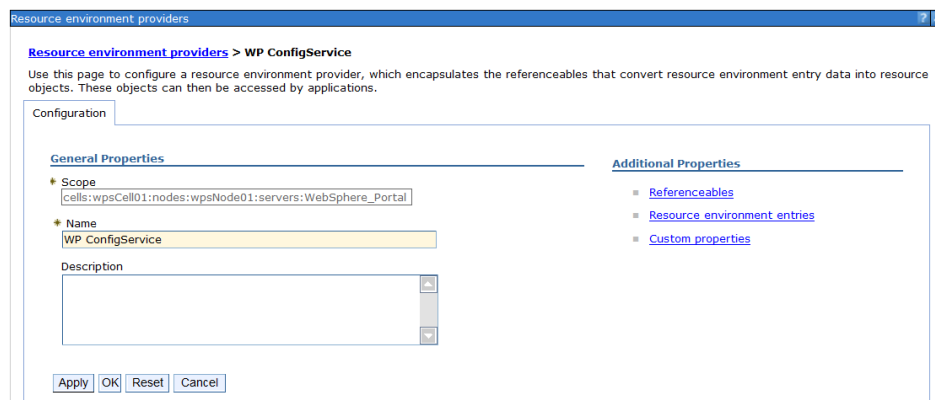 Resource environment providers
?
Resource environment providers > WP ConfigService
Use this page to configure a resource environment provider, which encapsulates the referenceables that convert resource environment entry data into resource
objects. These objects can then be accessed by applications.
Configuration
General Properties
Additional Properties
Scope
cells:wpsCell01:nodes:wpsNode01:servers:WebSphere_Portal
Referenceables
Resource environment entries
Name
WP ConfigService
Custom properties
Description
Apply OK Reset Cancel